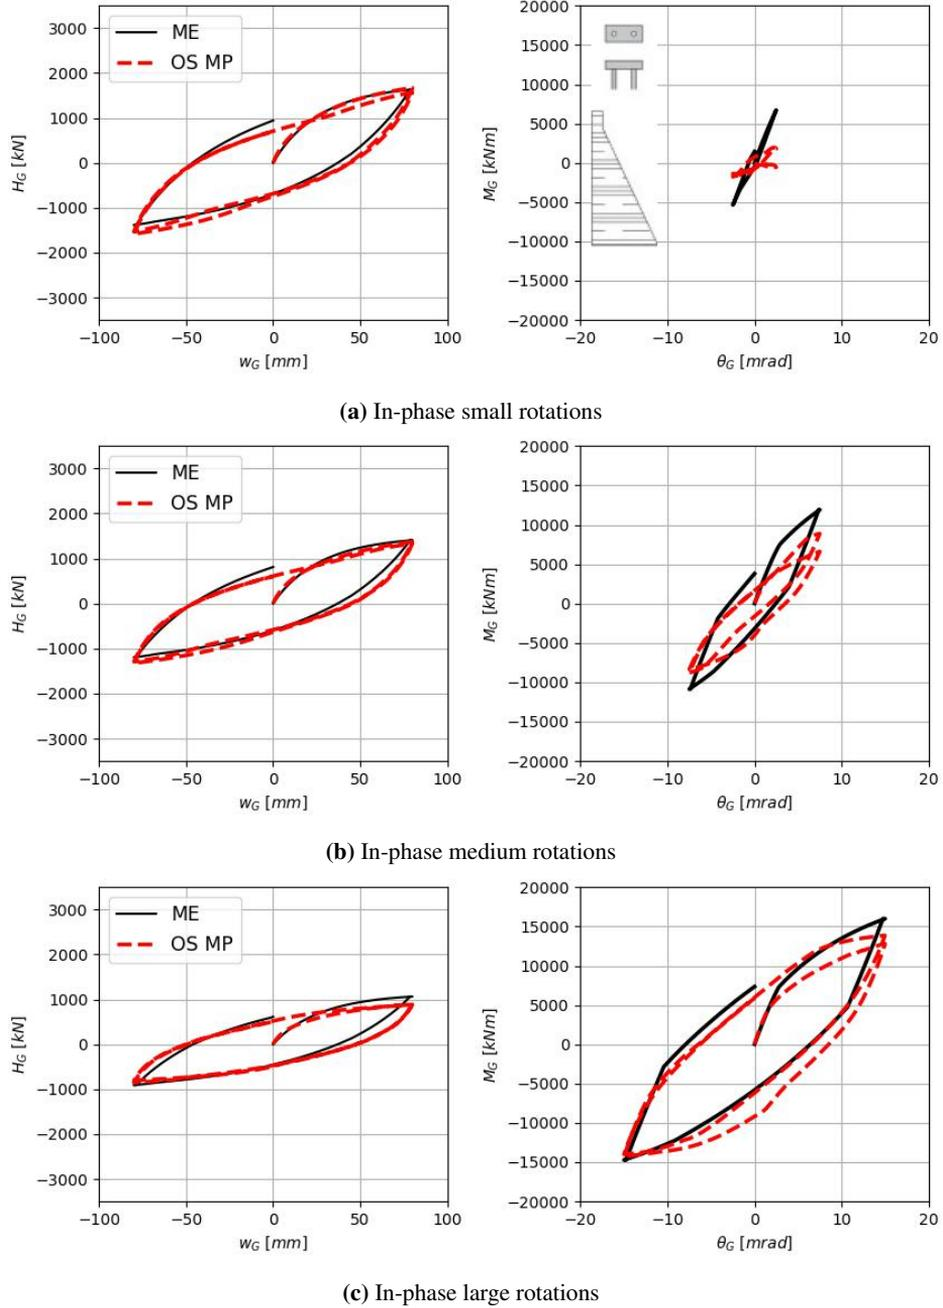 3000
2000
1000
0
−1000
−2000
−3000
H_G [kN]
ME
OS MP
−100 −50 0 50 100
w_G [mm]
20000
15000
10000
5000
0
−5000
−10000
−15000
−20000
M_G [kNm]
−20 −10 0 10 20
θ_G [mrad]
(a) In-phase small rotations
3000
2000
1000
0
−1000
−2000
−3000
H_G [kN]
ME
OS MP
−100 −50 0 50 100
w_G [mm]
20000
15000
10000
5000
0
−5000
−10000
−15000
−20000
M_G [kNm]
−20 −10 0 10 20
θ_G [mrad]
(b) In-phase medium rotations
3000
2000
1000
0
−1000
−2000
−3000
H_G [kN]
ME
OS MP
−100 −50 0 50 100
w_G [mm]
20000
15000
10000
5000
0
−5000
−10000
−15000
−20000
M_G [kNm]
−20 −10 0 10 20
θ_G [mrad]
(c) In-phase large rotations